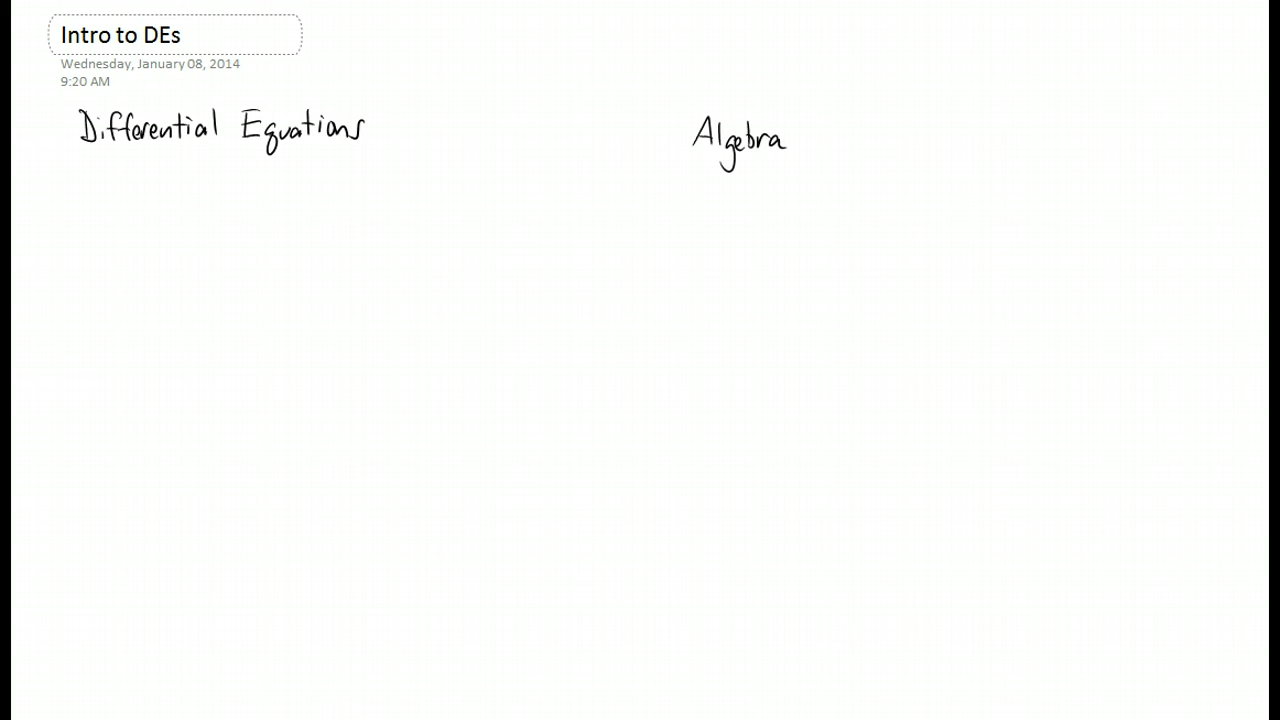 Intro to DEs
Wednesday, January 08, 2014
9:20 AM
Differential Equations
Algebra